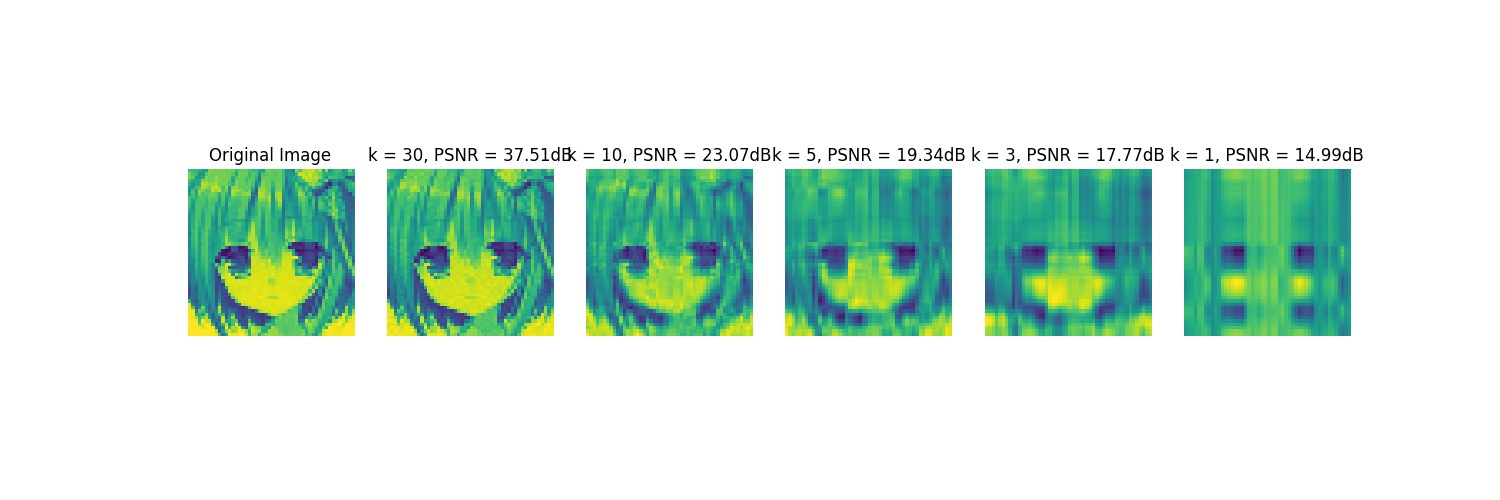 Original Image
k = 30, PSNR = 37.51dB
k = 10, PSNR = 23.07dB
k = 5, PSNR = 19.34dB
k = 3, PSNR = 17.77dB
k = 1, PSNR = 14.99dB